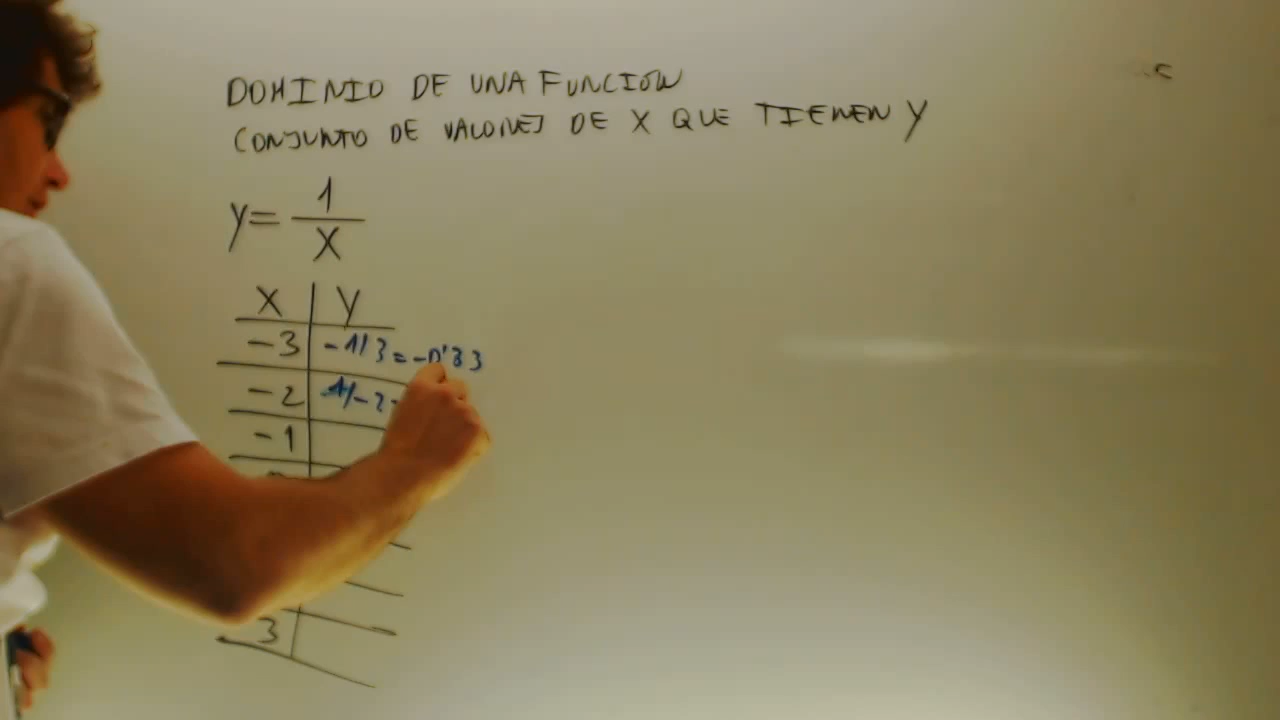 DOMINIO DE UNA FUNCION
CONJUNTO DE VALORES DE X QUE TIENEN Y
y = 1/X
X Y
-3 -1/3 = -0'33
-2 1/-2
-1
3